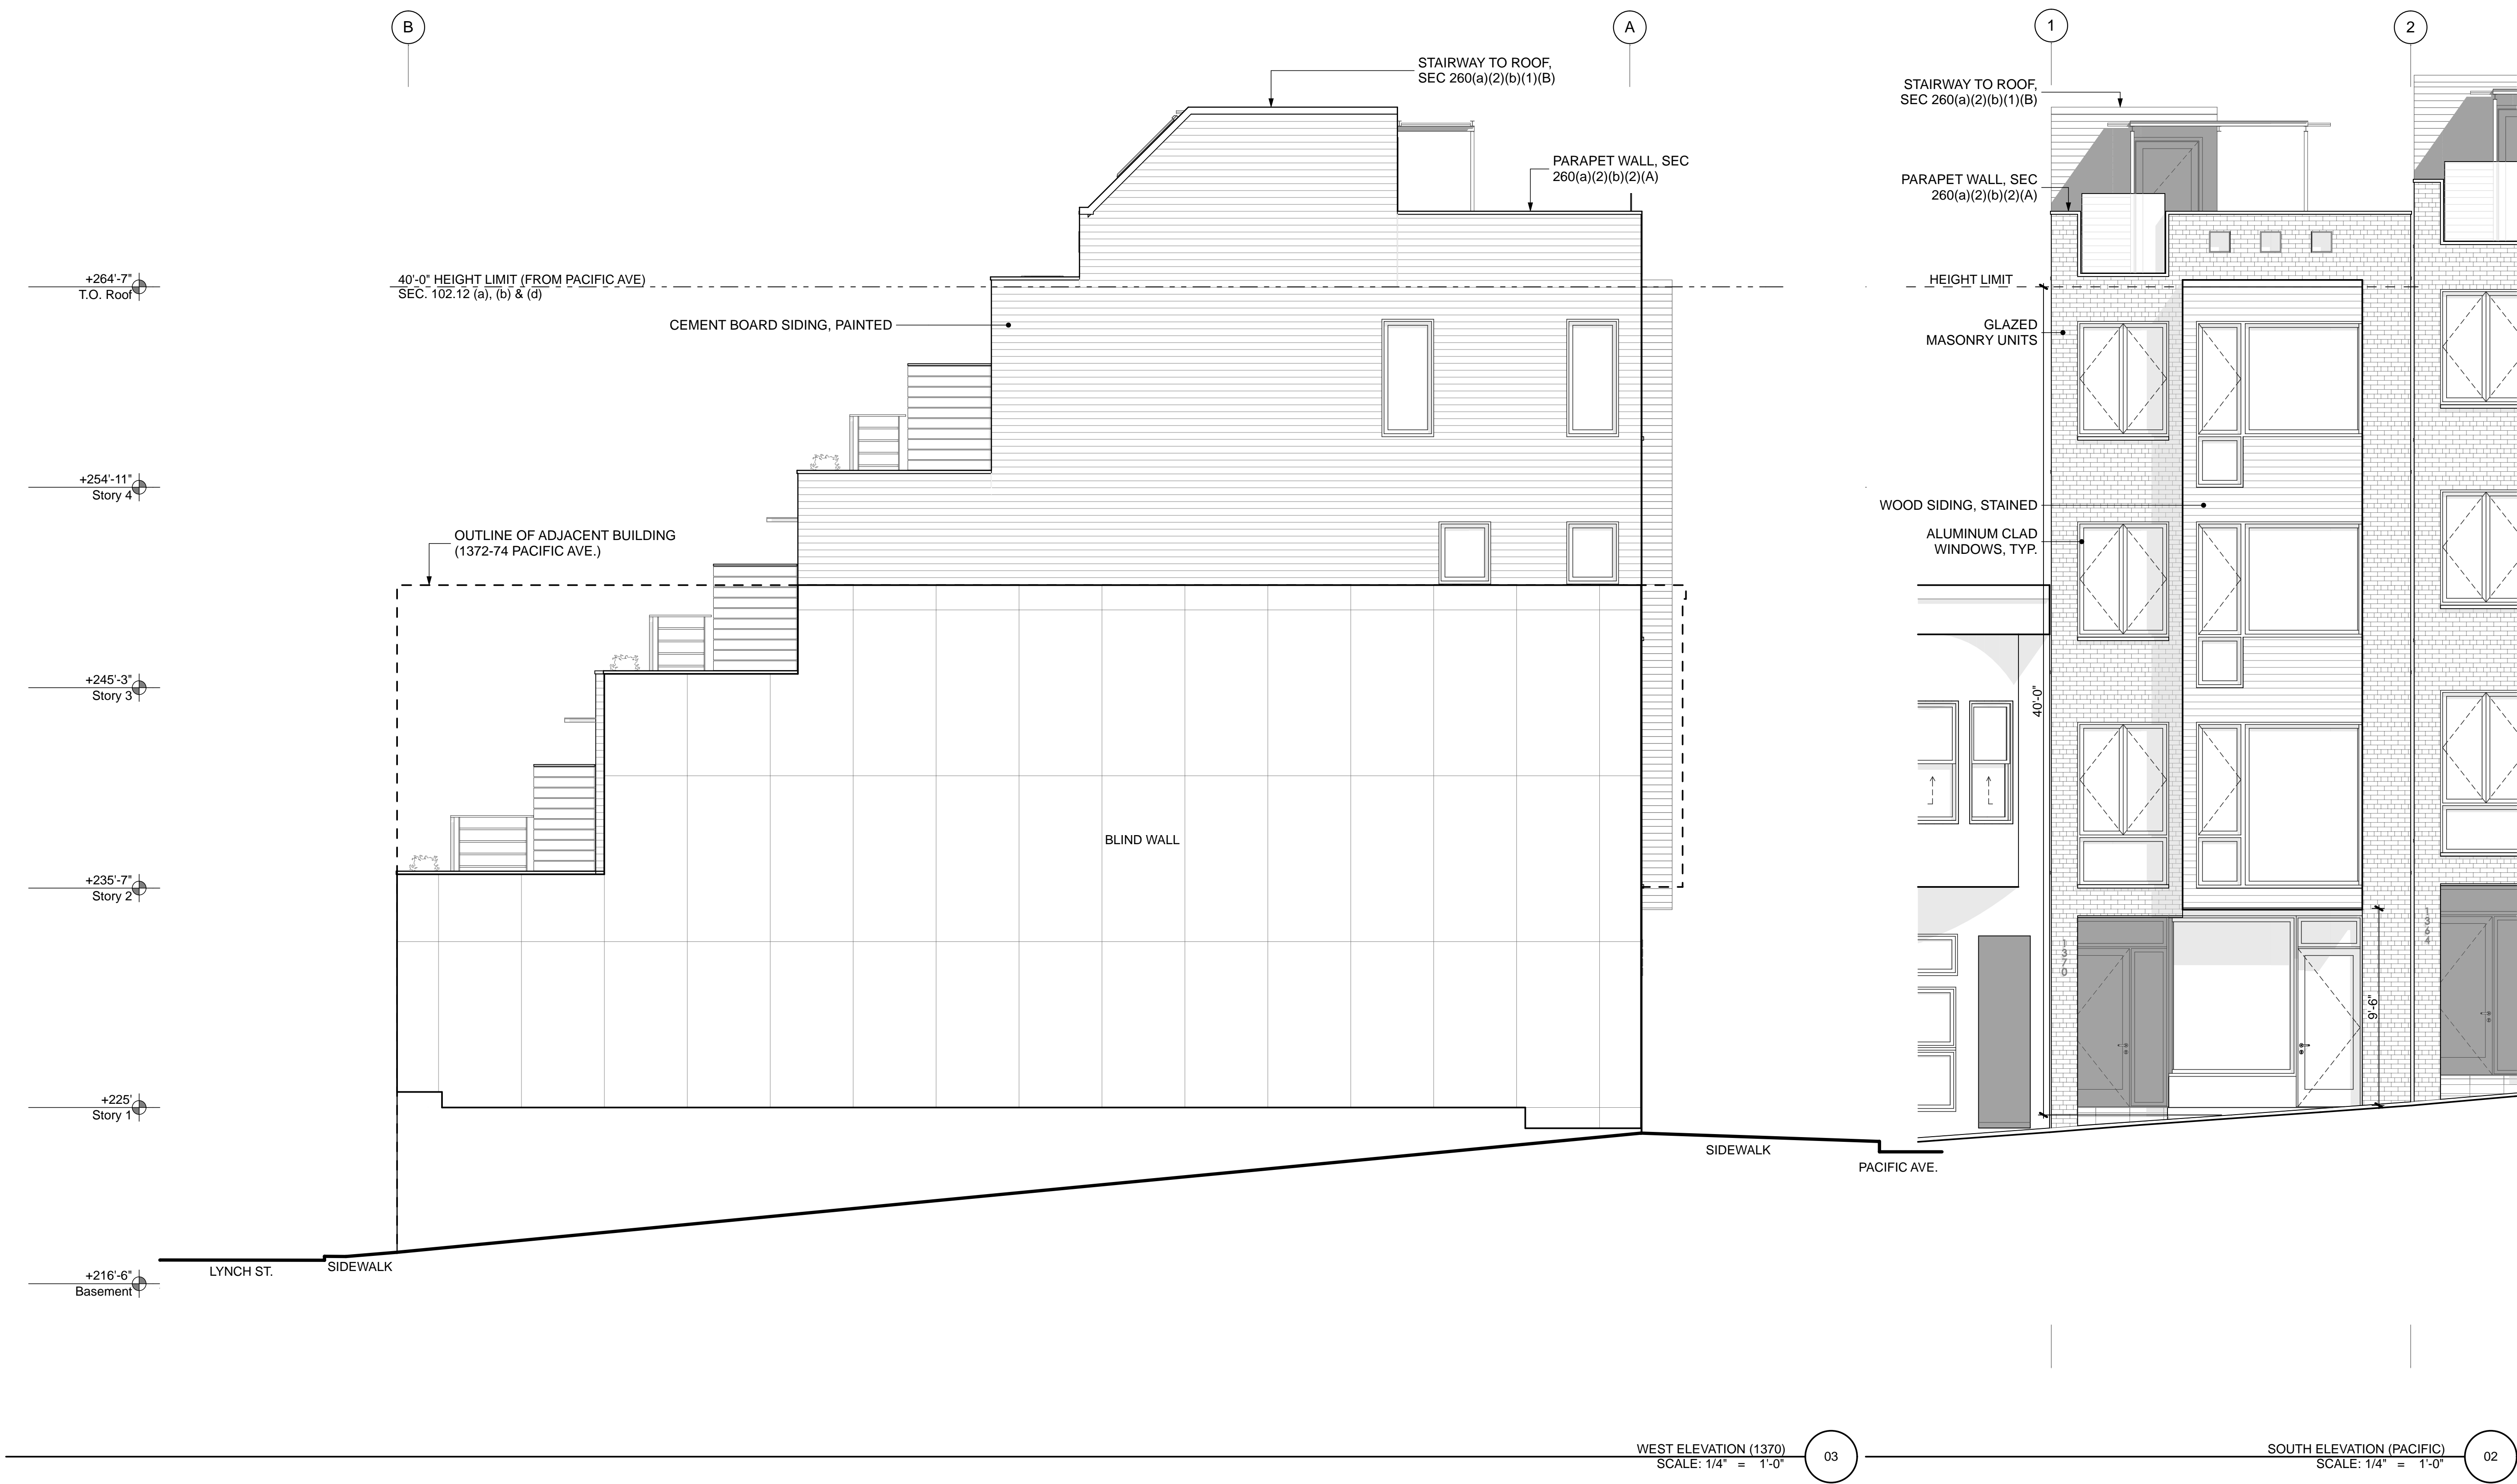 B
A
1
2
STAIRWAY TO ROOF,
SEC 260(a)(2)(b)(1)(B)
PARAPET WALL, SEC
260(a)(2)(b)(2)(A)
+264'-7"
T.O. Roof
40'-0" HEIGHT LIMIT (FROM PACIFIC AVE)
SEC. 102.12 (a), (b) & (d)
CEMENT BOARD SIDING, PAINTED
+254'-11"
Story 4
OUTLINE OF ADJACENT BUILDING
(1372-74 PACIFIC AVE.)
+245'-3"
Story 3
BLIND WALL
+235'-7"
Story 2
+225'
Story 1
SIDEWALK
PACIFIC AVE.
LYNCH ST.
SIDEWALK
+216'-6"
Basement
STAIRWAY TO ROOF,
SEC 260(a)(2)(b)(1)(B)
PARAPET WALL, SEC
260(a)(2)(b)(2)(A)
HEIGHT LIMIT
GLAZED
MASONRY UNITS
WOOD SIDING, STAINED
ALUMINUM CLAD
WINDOWS, TYP.
40'-0"
1370
1364
9'-6"
WEST ELEVATION (1370)
SCALE: 1/4" = 1'-0"
03
SOUTH ELEVATION (PACIFIC)
SCALE: 1/4" = 1'-0"
02